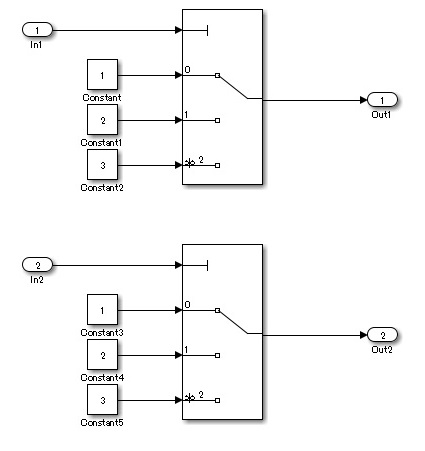 1
In1
0
1
Constant
1
Out1
1
2
Constant1
* 2
3
Constant2
2
In2
0
1
Constant3
2
Out2
1
2
Constant4
* 2
3
Constant5